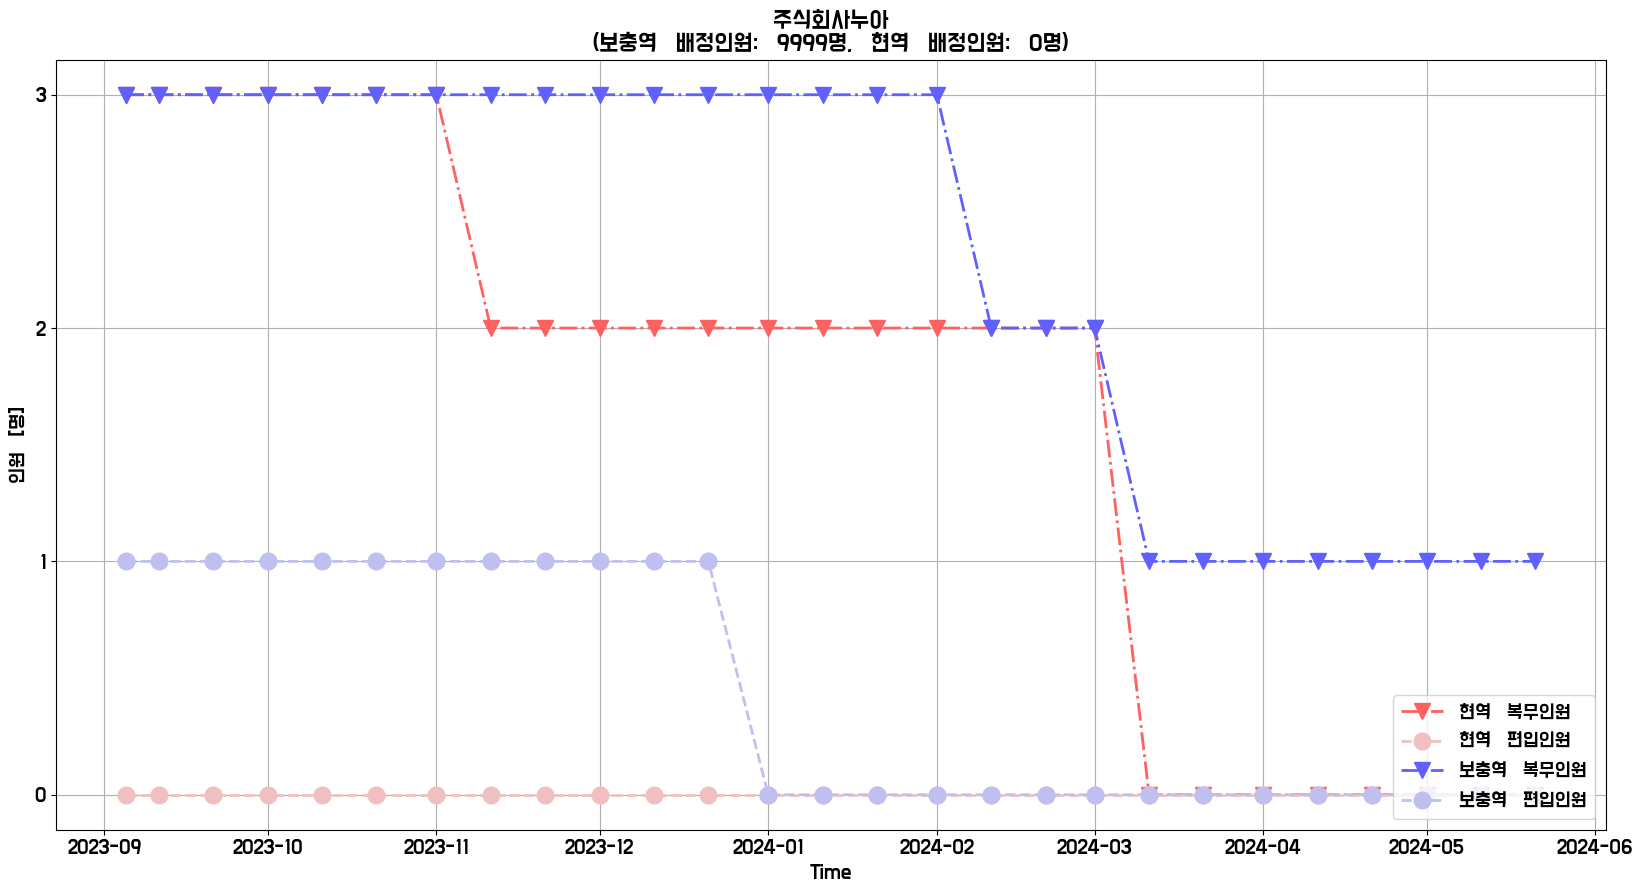 주식회사누아
(보충역 배정인원: 9999명, 현역 배정인원: 0명)
3
2
1
0
인원 [명]
2023-09 2023-10 2023-11 2023-12 2024-01 2024-02 2024-03 2024-04 2024-05 2024-06
Time
현역 복무인원
현역 편입인원
보충역 복무인원
보충역 편입인원